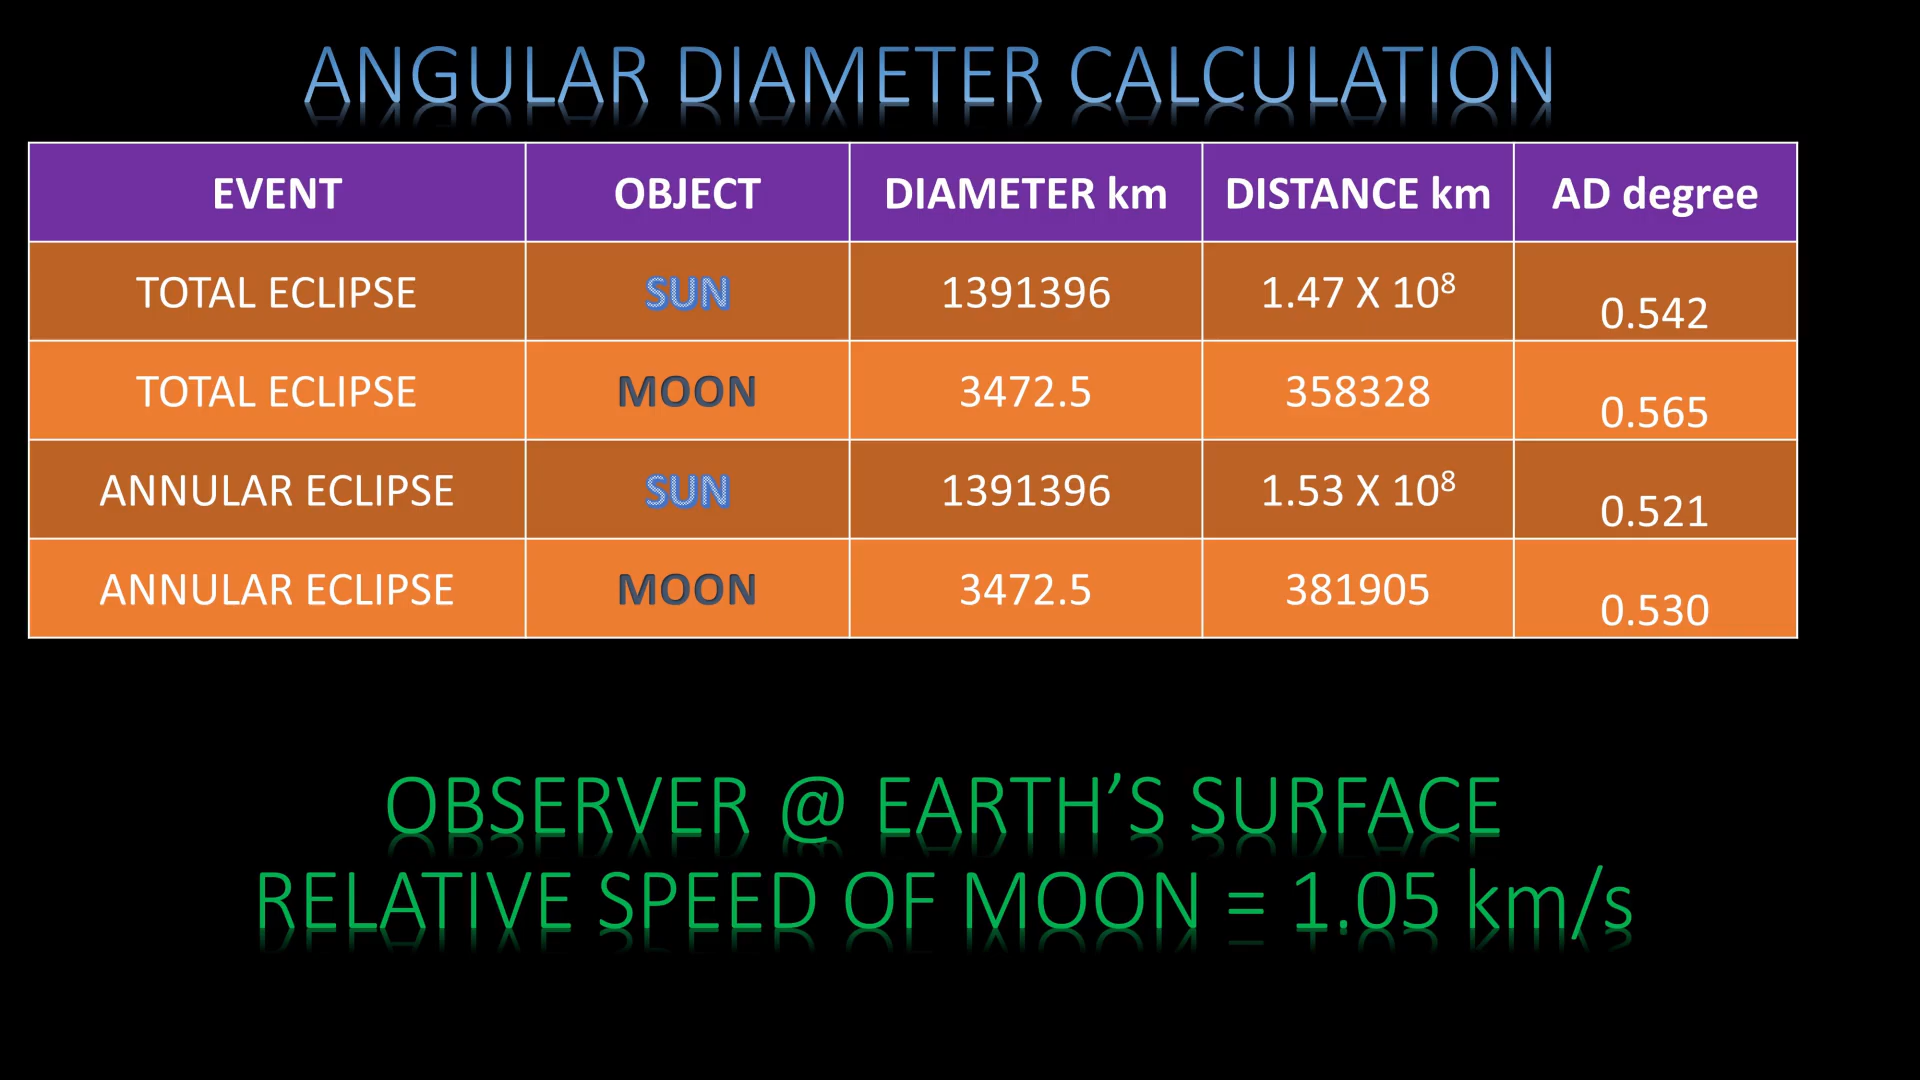 ANGULAR DIAMETER CALCULATION
EVENT OBJECT DIAMETER km DISTANCE km AD degree
TOTAL ECLIPSE SUN 1391396 1.47 X 10⁸ 0.542
TOTAL ECLIPSE MOON 3472.5 358328 0.565
ANNULAR ECLIPSE SUN 1391396 1.53 X 10⁸ 0.521
ANNULAR ECLIPSE MOON 3472.5 381905 0.530
OBSERVER @ EARTH’S SURFACE
RELATIVE SPEED OF MOON = 1.05 km/s